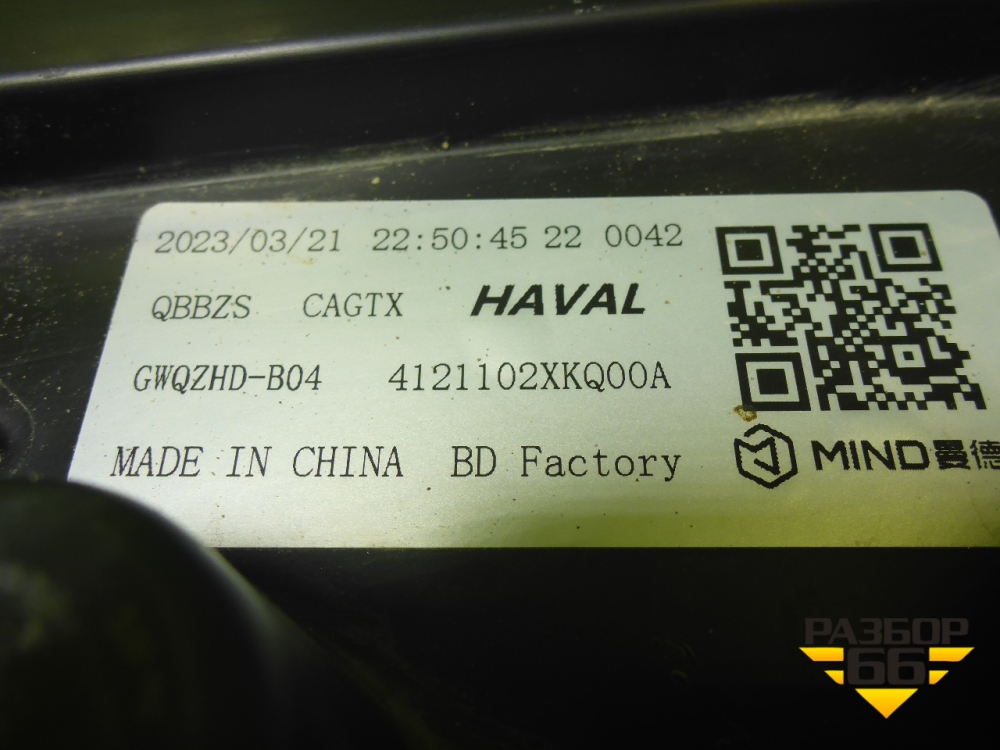 2023/03/21 22:50:45 22 0042
QBBZS CAGTX HAVAL
GWQZHD-B04 4121102XKQ00A
MADE IN CHINA BD Factory
MIND曼德
РАЗБОР
66